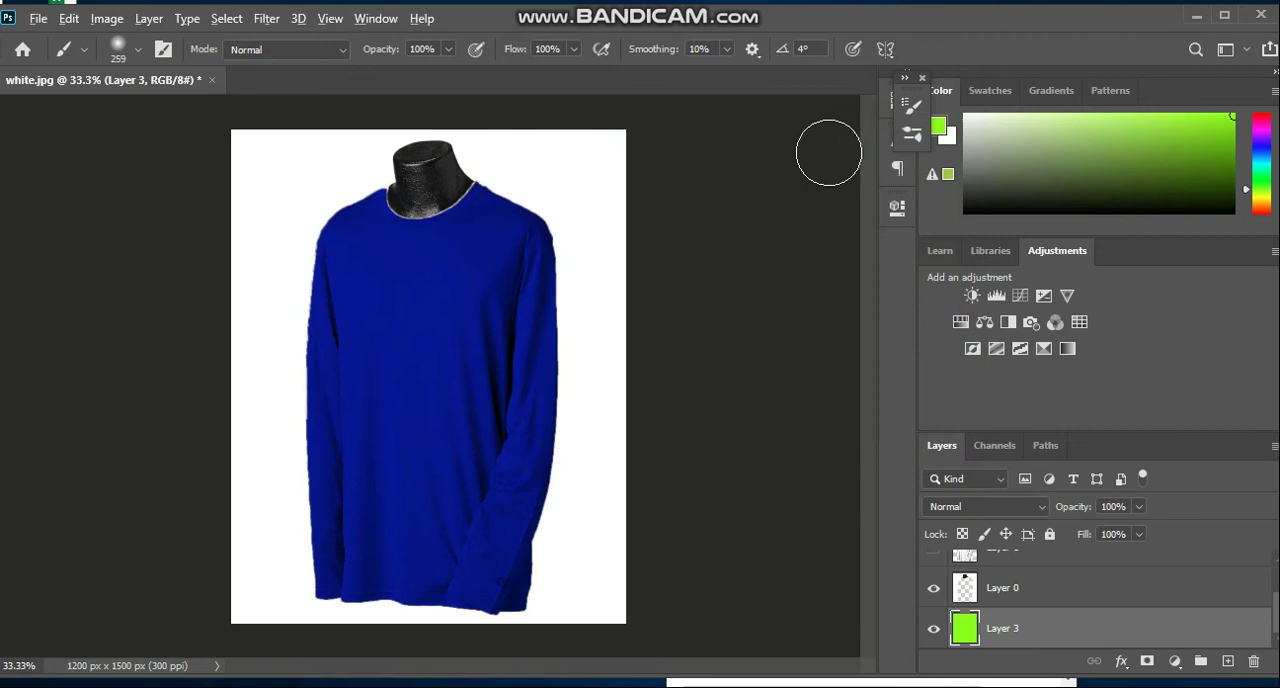 Ps File Edit Image Layer Type Select Filter 3D View Window Help
www.BANDICAM.com
259 Mode: Normal Opacity: 100% Flow: 100% Smoothing: 10% 4°
white.jpg @ 33.3% (Layer 3, RGB/8#) *
Color Swatches Gradients Patterns
Learn Libraries Adjustments
Add an adjustment
Layers Channels Paths
Kind
Normal Opacity: 100%
Lock: Fill: 100%
Layer 0
Layer 3
33.33% 1200 px x 1500 px (300 ppi)
fx